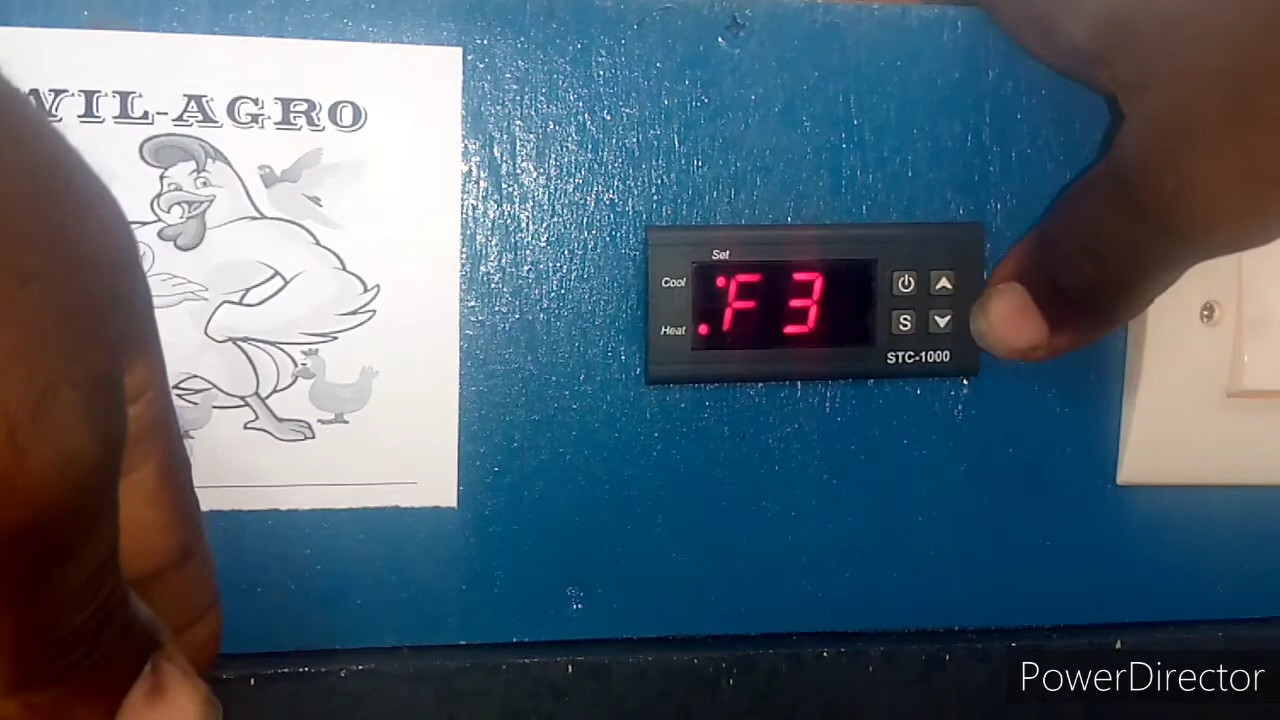 WIL-AGRO
Set
Cool
F3
Heat
S
STC-1000
PowerDirector